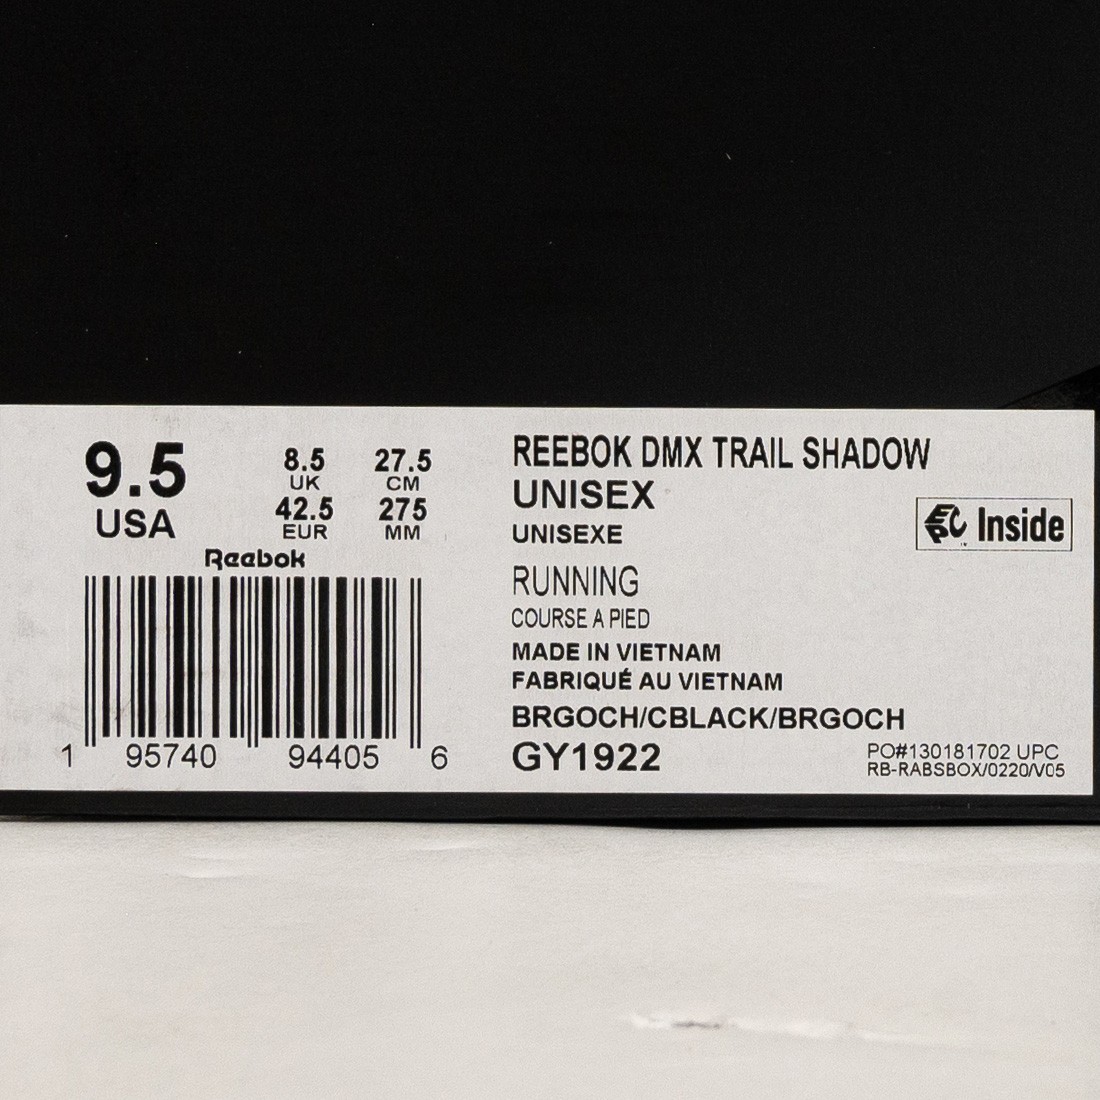 9.5
USA
8.5
UK
27.5
CM
42.5
EUR
275
MM
Reebok
1 95740 94405 6
REEBOK DMX TRAIL SHADOW
UNISEX
UNISEXE
RUNNING
COURSE A PIED
MADE IN VIETNAM
FABRIQUÉ AU VIETNAM
BRGOCH/CBLACK/BRGOCH
GY1922
Inside
PO#130181702 UPC
RB-RABSBOX/0220/V05